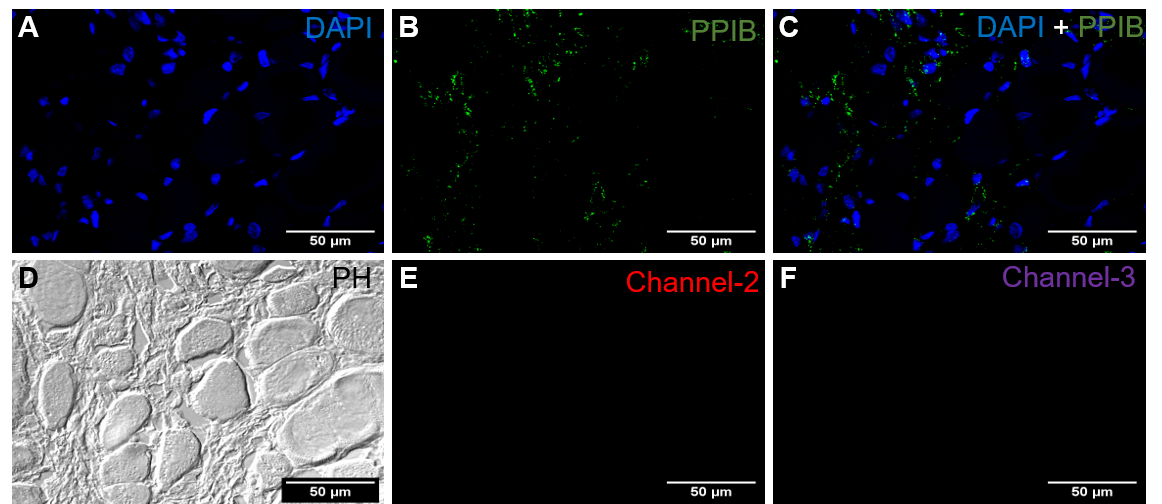 A DAPI
50 µm
B PPIB
50 µm
C DAPI + PPIB
50 µm
D PH
50 µm
E Channel-2
50 µm
F Channel-3
50 µm